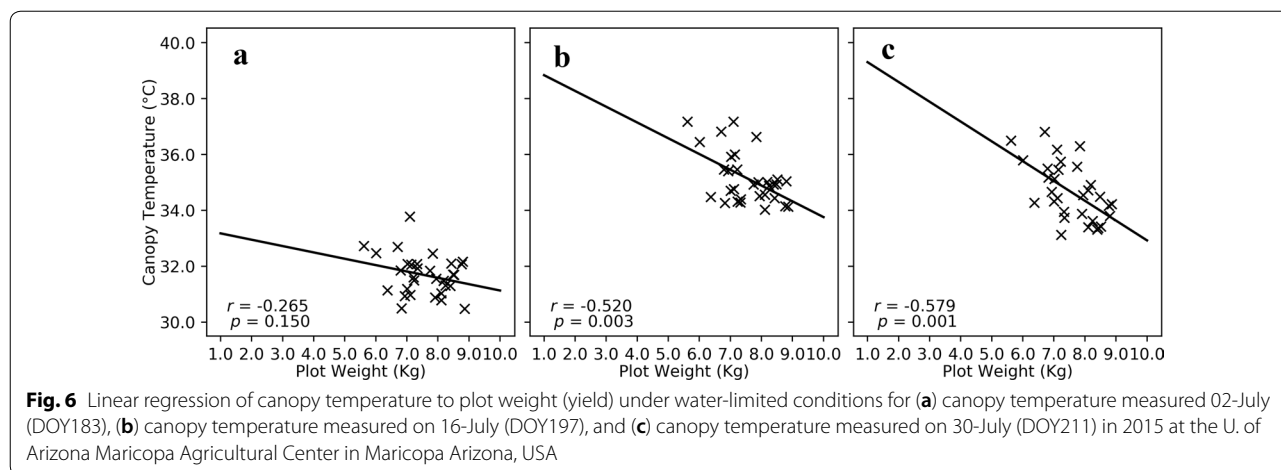 a
b
c
40.0
38.0
36.0
34.0
32.0
30.0
Canopy Temperature (°C)
r = -0.265
p = 0.150
r = -0.520
p = 0.003
r = -0.579
p = 0.001
1.0 2.0 3.0 4.0 5.0 6.0 7.0 8.0 9.0 10.0
1.0 2.0 3.0 4.0 5.0 6.0 7.0 8.0 9.0 10.0
1.0 2.0 3.0 4.0 5.0 6.0 7.0 8.0 9.0 10.0
Plot Weight (Kg)
Plot Weight (Kg)
Plot Weight (Kg)
Fig. 6 Linear regression of canopy temperature to plot weight (yield) under water-limited conditions for (a) canopy temperature measured 02-July
(DOY183), (b) canopy temperature measured on 16-July (DOY197), and (c) canopy temperature measured on 30-July (DOY211) in 2015 at the U. of
Arizona Maricopa Agricultural Center in Maricopa Arizona, USA